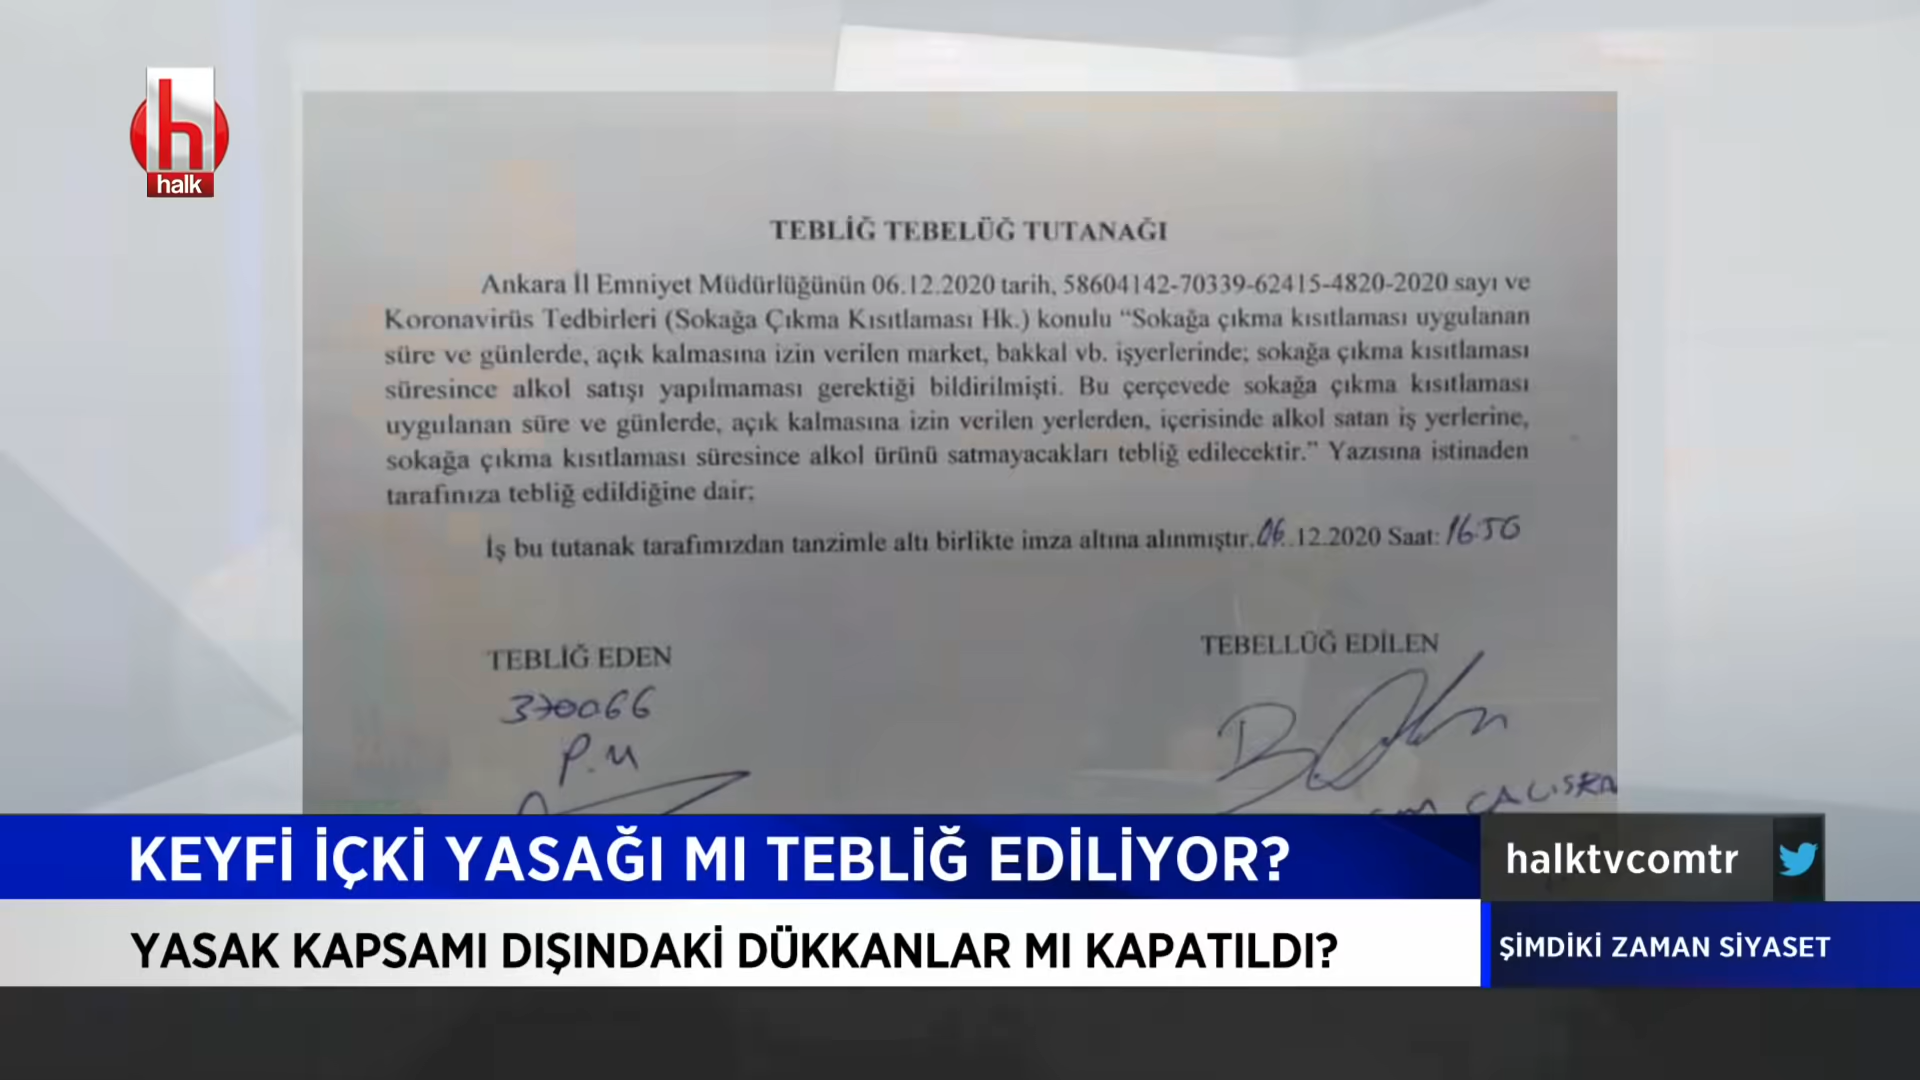 h
halk
TEBLİĞ TEBELÜĞ TUTANAĞI
Ankara İl Emniyet Müdürlüğünün 06.12.2020 tarih, 58604142-70339-62415-4820-2020 sayı ve
Koronavirüs Tedbirleri (Sokağa Çıkma Kısıtlaması Hk.) konulu “Sokağa çıkma kısıtlaması uygulanan
süre ve günlerde, açık kalmasına izin verilen market, bakkal vb. işyerlerinde; sokağa çıkma kısıtlaması
süresince alkol satışı yapılmaması gerektiği bildirilmişti. Bu çerçevede sokağa çıkma kısıtlaması
uygulanan süre ve günlerde, açık kalmasına izin verilen yerlerden, içerisinde alkol satan iş yerlerine,
sokağa çıkma kısıtlaması süresince alkol ürünü satmayacakları tebliğ edilecektir.” Yazısına istinaden
tarafınıza tebliğ edildiğine dair;
İş bu tutanak tarafımızdan tanzimle altı birlikte imza altına alınmıştır. 06.12.2020 Saat: 16:50
TEBLİĞ EDEN
TEBELLÜĞ EDİLEN
370066
P.M
KEYFİ İÇKİ YASAĞI MI TEBLİĞ EDİLİYOR?
halktvcomtr
YASAK KAPSAMI DIŞINDAKİ DÜKKANLAR MI KAPATILDI?
ŞİMDİKİ ZAMAN SİYASET